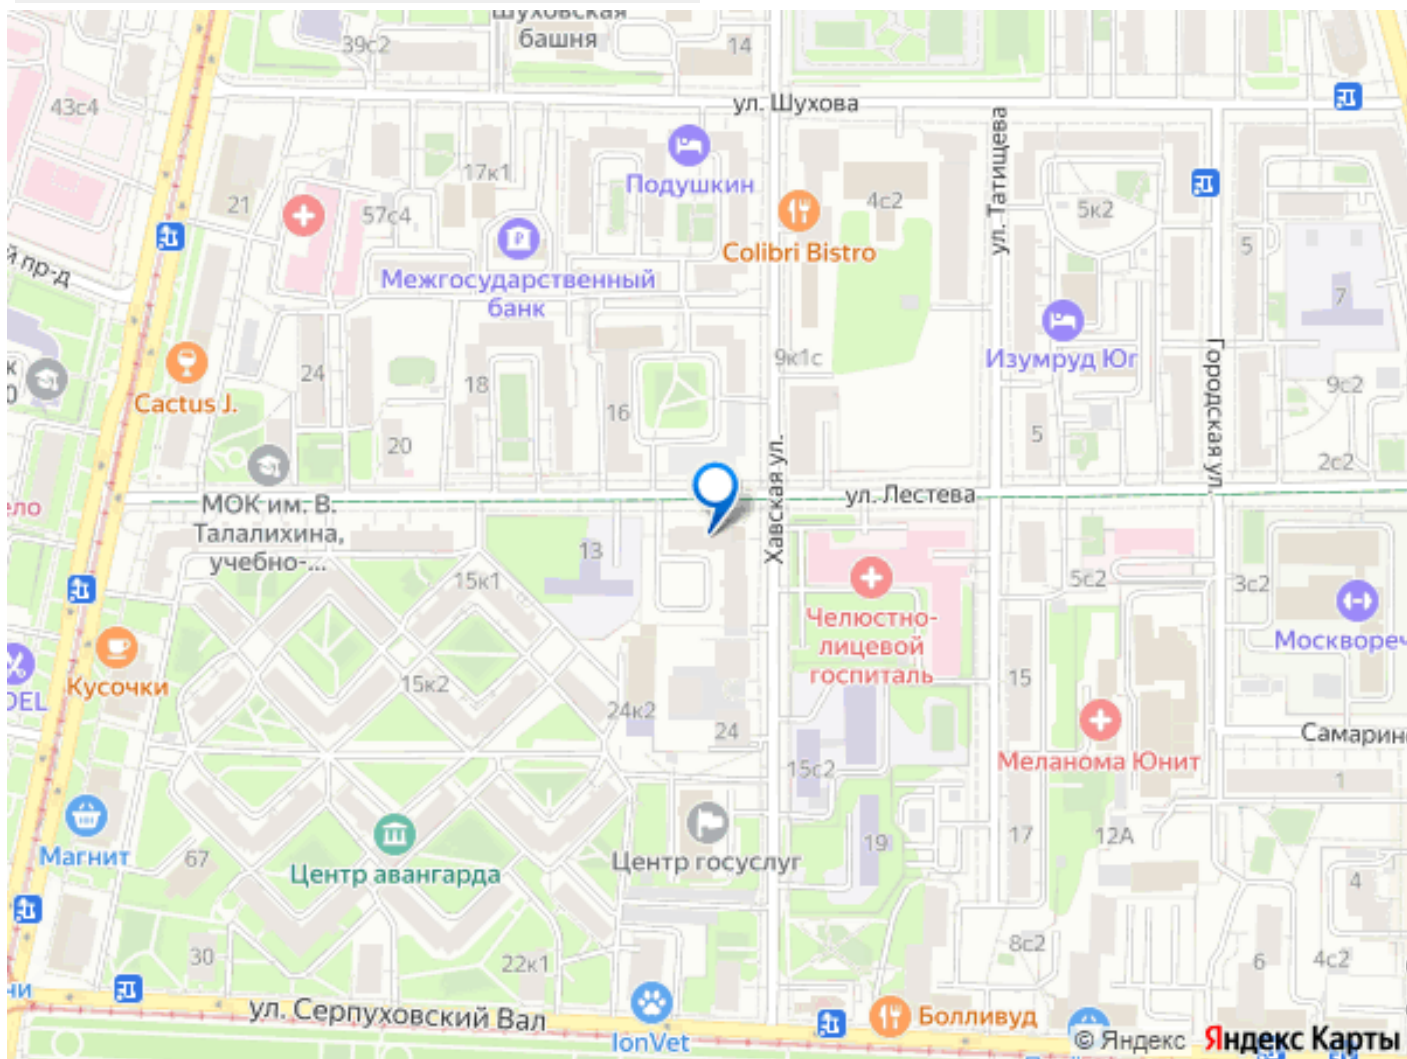 Шуховская
башня
39с2
14
43с4
ул. Шухова
17к1
Подушкин
21
57с4
4с2
ул. Татищева
5к2
5
Colibri Bistro
й пр-д
Межгосударственный
банк
7
Изумруд Юг
9к1с
Городская ул.
24
18
16
9с2
Cactus J.
20
5
2с2
Хавская ул.
ул. Лестева
МОК им. В.
Талалихина,
учебно-...
13
15к1
5с2
3с2
Челюстно-
лицевой
госпиталь
Москвореч
Кусочки
15к2
15
24к2
24
Самарин
Меланома Юнит
15с2
1
Магнит
67
Центр авангарда
Центр госуслуг
19
17
12А
4
30
22к1
8с2
6
4с2
чи
ул. Серпуховский Вал
Болливуд
IonVet
© Яндекс Яндекс Карты